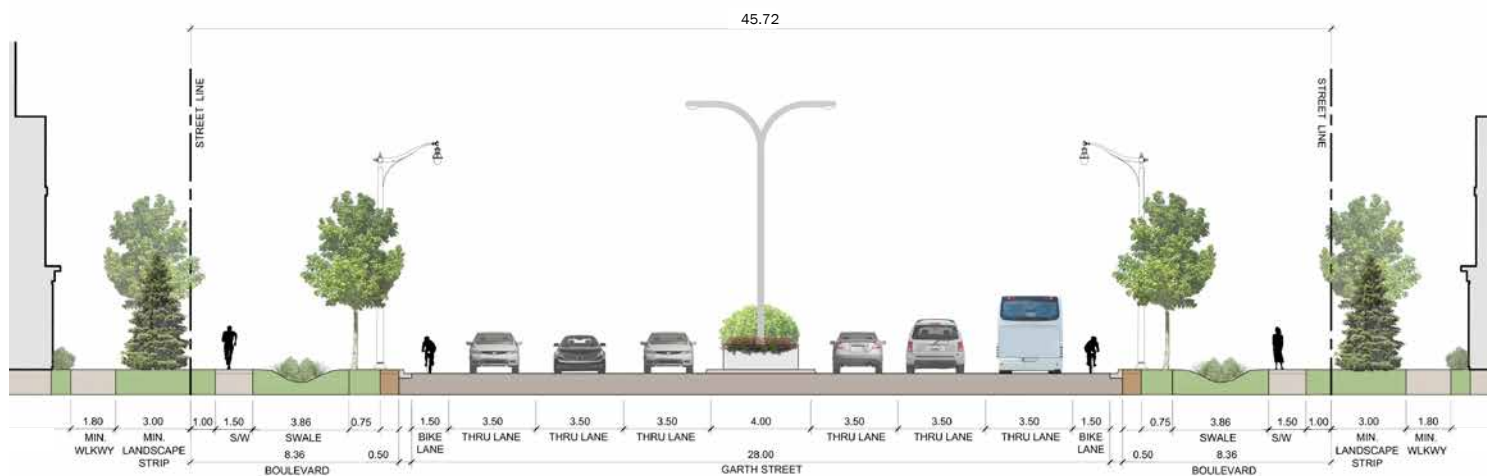 45.72
STREET LINE
STREET LINE
1.80 3.00 1.00 1.50 3.86 0.75 1.50 3.50 3.50 3.50 4.00 3.50 3.50 3.50 1.50 0.75 3.86 1.50 1.00 3.00 1.80
MIN. MIN. S/W SWALE BIKE THRU LANE THRU LANE THRU LANE THRU LANE THRU LANE THRU LANE BIKE SWALE S/W MIN. MIN.
WLKWY LANDSCAPE LANE LANE LANDSCAPE WLKWY
STRIP 8.36 0.50 28.00 0.50 8.36 STRIP
BOULEVARD GARTH STREET BOULEVARD